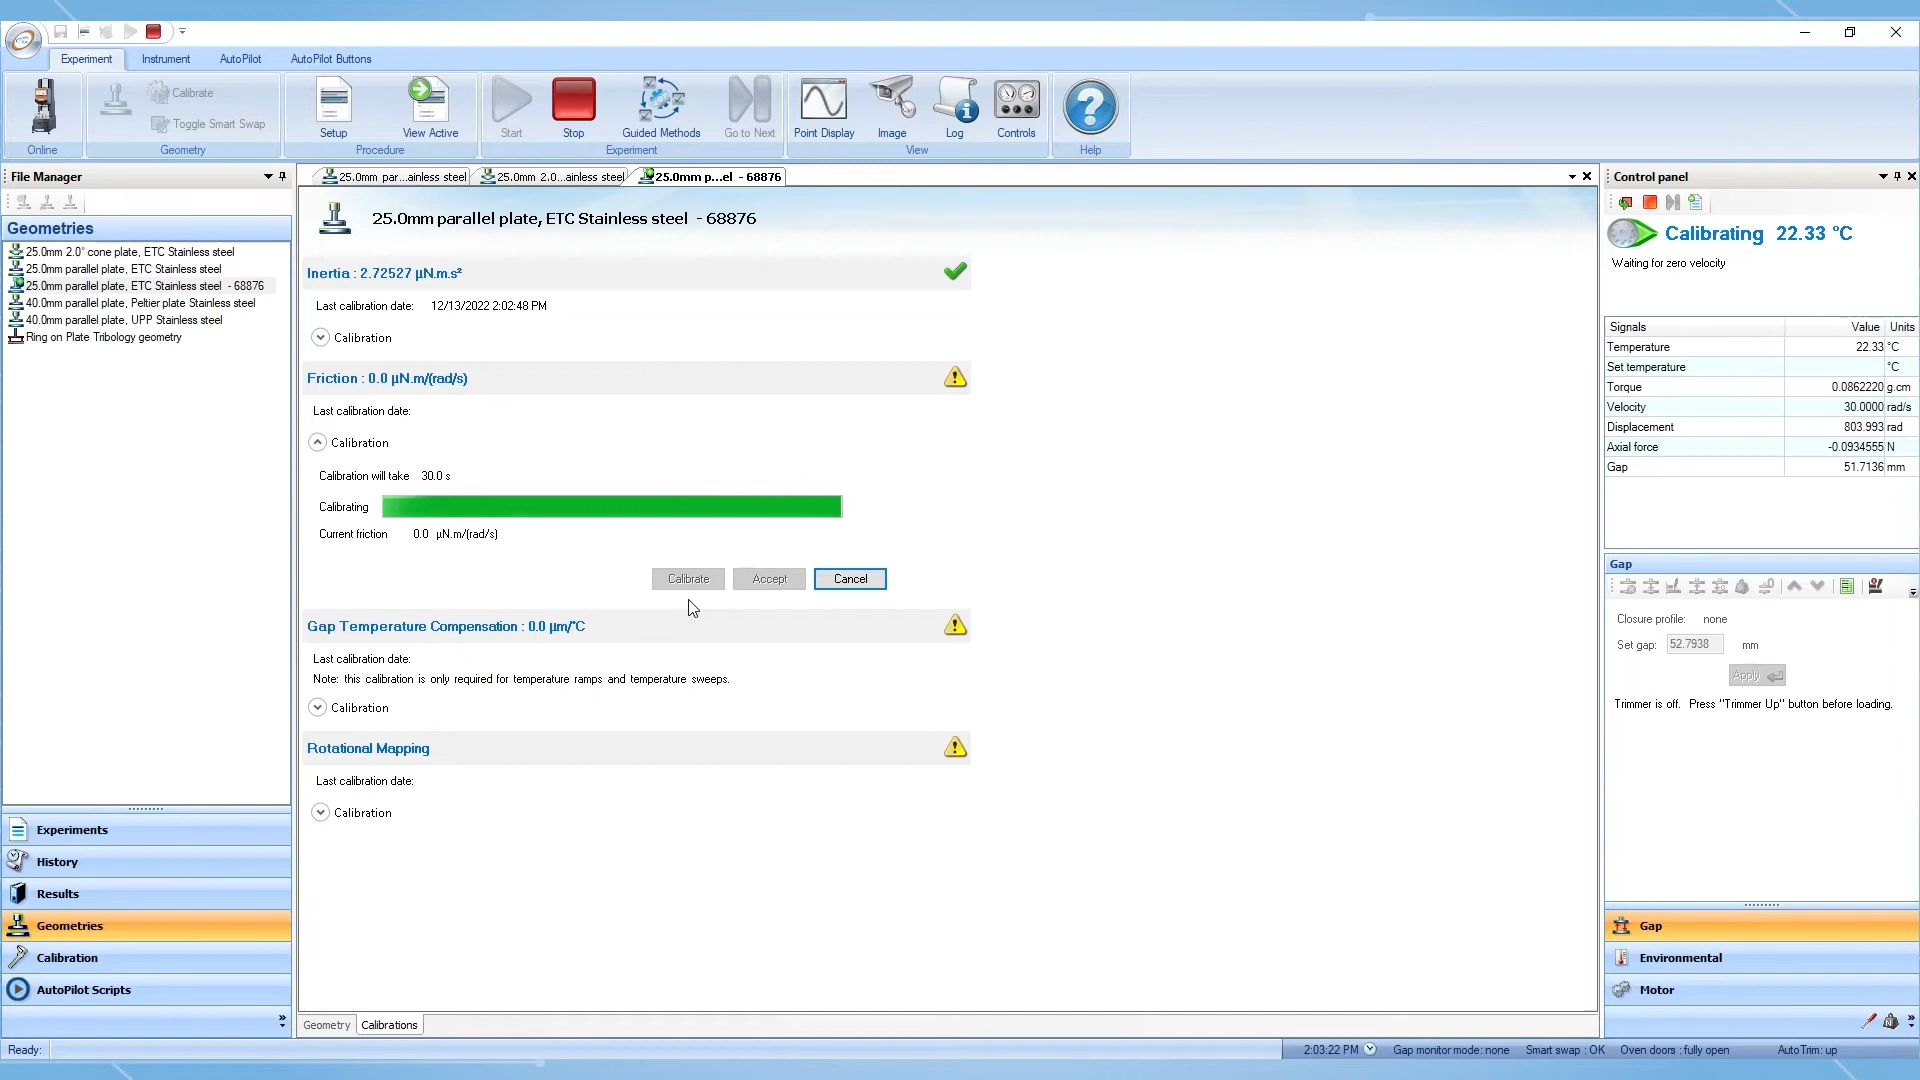 Experiment
Instrument
AutoPilot
AutoPilot Buttons
Calibrate
Toggle Smart Swap
Setup
View Active
Start
Stop
Guided Methods
Go to Next
Point Display
Image
Log
Controls
Online
Geometry
Procedure
Experiment
View
Help
File Manager
Geometries
25.0mm 2.0° cone plate, ETC Stainless steel
25.0mm parallel plate, ETC Stainless steel
25.0mm parallel plate, ETC Stainless steel - 68876
40.0mm parallel plate, Peltier plate Stainless steel
40.0mm parallel plate, UPP Stainless steel
Ring on Plate Tribology geometry
Experiments
History
Results
Geometries
Calibration
AutoPilot Scripts
25.0mm par...ainless steel
25.0mm 2.0...ainless steel
25.0mm p...el - 68876
25.0mm parallel plate, ETC Stainless steel - 68876
Inertia : 2.72527 µN.m.s²
Last calibration date: 12/13/2022 2:02:48 PM
Calibration
Friction : 0.0 µN.m/(rad/s)
Last calibration date:
Calibration
Calibration will take 30.0 s
Calibrating
Current friction 0.0 µN.m/(rad/s)
Calibrate
Accept
Cancel
Gap Temperature Compensation : 0.0 µm/°C
Last calibration date:
Note: this calibration is only required for temperature ramps and temperature sweeps.
Calibration
Rotational Mapping
Last calibration date:
Calibration
Geometry
Calibrations
Control panel
Calibrating 22.33 °C
Waiting for zero velocity
Signals Value Units
Temperature 22.33 °C
Set temperature °C
Torque 0.0862220 g.cm
Velocity 30.0000 rad/s
Displacement 803.993 rad
Axial force -0.0934555 N
Gap 51.7136 mm
Gap
Closure profile: none
Set gap: 52.7938 mm
Apply
Trimmer is off. Press "Trimmer Up" button before loading.
Gap
Environmental
Motor
Ready:
2:03:22 PM
Gap monitor mode: none
Smart swap : OK
Oven doors : fully open
AutoTrim: up